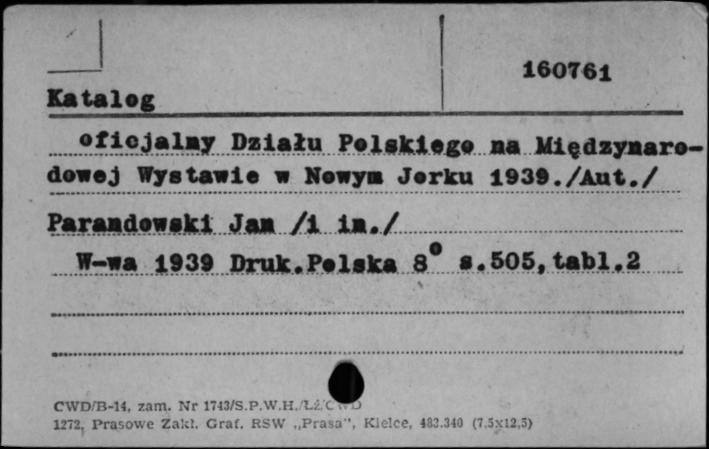 160761
Katalog
oficjalny Działu Polskiego na Międzynaro-
dowej Wystawie w Nowym Jorku 1939./Aut./
Parandowski Jan /i in./
W-wa 1939 Druk.Polska 8° s.505,tabl.2
CWD/B-14, zam. Nr 1743/S.P.W.H./ŁŻ/CWD
1272, Prasowe Zakł. Graf. RSW „Prasa”, Kielce, 483.340 (7,5x12,5)